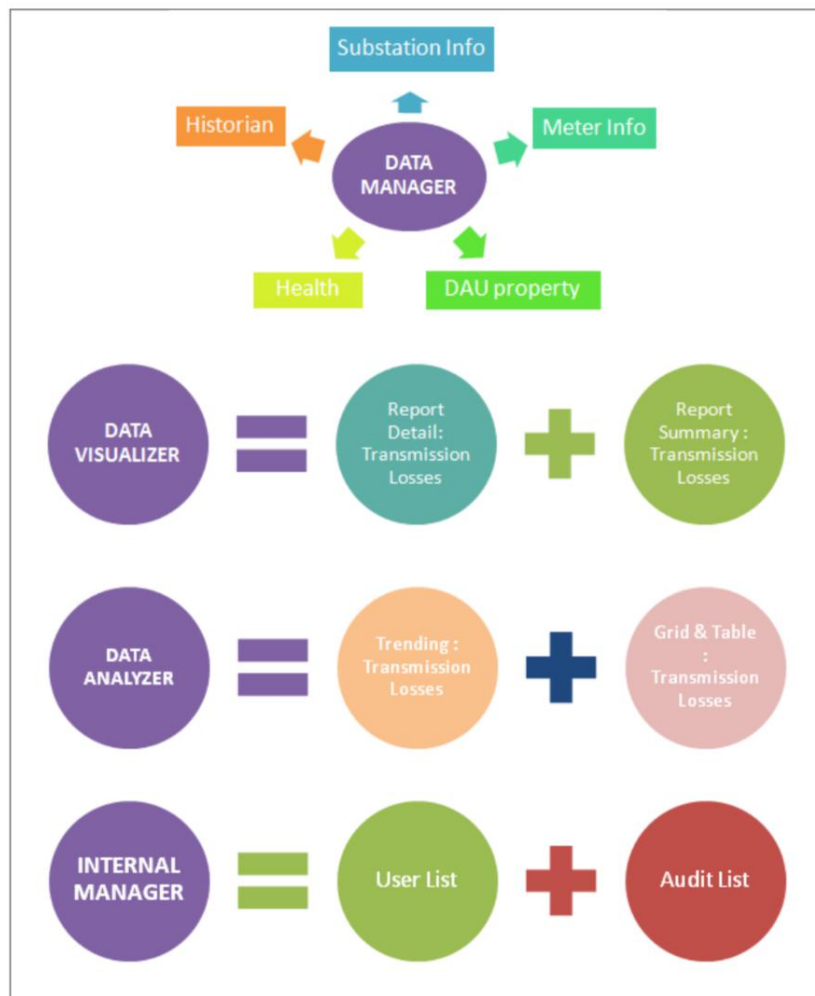 Substation Info
Historian
Meter Info
DATA
MANAGER
Health
DAU property
DATA
VISUALIZER
Report
Detail:
Transmission
Losses
Report
Summary :
Transmission
Losses
DATA
ANALYZER
Trending :
Transmission
Losses
Grid & Table
:
Transmission
Losses
INTERNAL
MANAGER
User List
Audit List